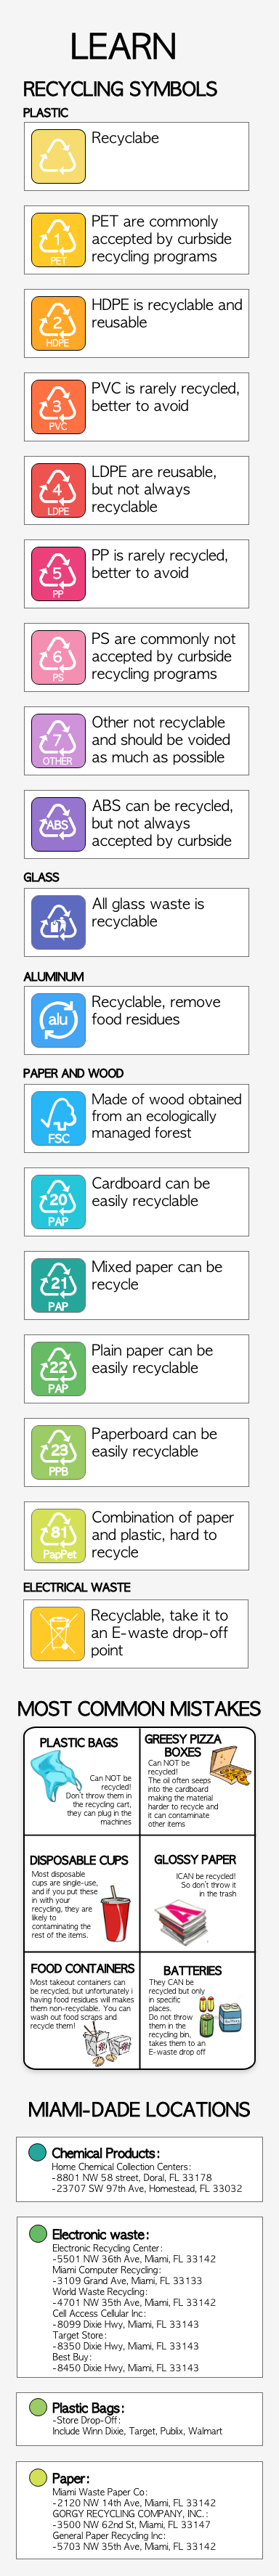 LEARN
RECYCLING SYMBOLS
PLASTIC
Recyclabe
1
PET
PET are commonly
accepted by curbside
recycling programs
2
HDPE
HDPE is recyclable and
reusable
3
PVC
PVC is rarely recycled,
better to avoid
4
LDPE
LDPE are reusable,
but not always
recyclable
5
PP
PP is rarely recycled,
better to avoid
6
PS
PS are commonly not
accepted by curbside
recycling programs
7
OTHER
Other not recyclable
and should be voided
as much as possible
ABS
ABS can be recycled,
but not always
accepted by curbside
GLASS
All glass waste is
recyclable
ALUMINUM
alu
Recyclable, remove
food residues
PAPER AND WOOD
FSC
Made of wood obtained
from an ecologically
managed forest
20
PAP
Cardboard can be
easily recyclable
21
PAP
Mixed paper can be
recycle
22
PAP
Plain paper can be
easily recyclable
23
PPB
Paperboard can be
easily recyclable
81
PapPet
Combination of paper
and plastic, hard to
recycle
ELECTRICAL WASTE
Recyclable, take it to
an E-waste drop-off
point
MOST COMMON MISTAKES
PLASTIC BAGS
Can NOT be
recycled!
Don't throw them in
the recycling cart,
they can plug in the
machines
GREESY PIZZA
BOXES
Can NOT be
recycled!
The oil often seeps
into the cardboard
making the material
harder to recycle and
it can contaminate
other items
DISPOSABLE CUPS
Most disposable
cups are single-use,
and if you put these
in with your
recycling, they are
likely to
contaminating the
rest of the items.
GLOSSY PAPER
ICAN be recycled!
So don't throw it
in the trash
FOOD CONTAINERS
Most takeout containers can
be recycled, but unfortunately i
having food residues will makes
them non-recyclable. You can
wash out food scraps and
recycle them!
BATTERIES
They CAN be
recycled but only
in specific
places.
Do not throw
them in the
recycling bin,
takes them to an
E-waste drop off
MIAMI-DADE LOCATIONS
Chemical Products:
Home Chemical Collection Centers:
-8801 NW 58 street, Doral, FL 33178
-23707 SW 97th Ave, Homestead, FL 33032
Electronic waste:
Electronic Recycling Center:
-5501 NW 36th Ave, Miami, FL 33142
Miami Computer Recycling:
-3109 Grand Ave, Miami, FL 33133
World Waste Recycling:
-4701 NW 35th Ave, Miami, FL 33142
Cell Access Cellular Inc:
-8099 Dixie Hwy, Miami, FL 33143
Target Store:
-8350 Dixie Hwy, Miami, FL 33143
Best Buy:
-8450 Dixie Hwy, Miami, FL 33143
Plastic Bags:
-Store Drop-Off:
Include Winn Dixie, Target, Publix, Walmart
Paper:
Miami Waste Paper Co:
-2120 NW 14th Ave, Miami, FL 33142
GORGY RECYCLING COMPANY, INC.:
-3500 NW 62nd St, Miami, FL 33147
General Paper Recycling Inc:
-5703 NW 35th Ave, Miami, FL 33142